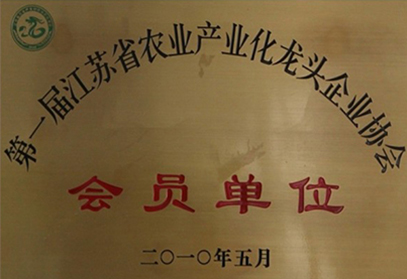 第一届江苏省农业产业化龙头企业协会
会员单位
二〇一〇年五月